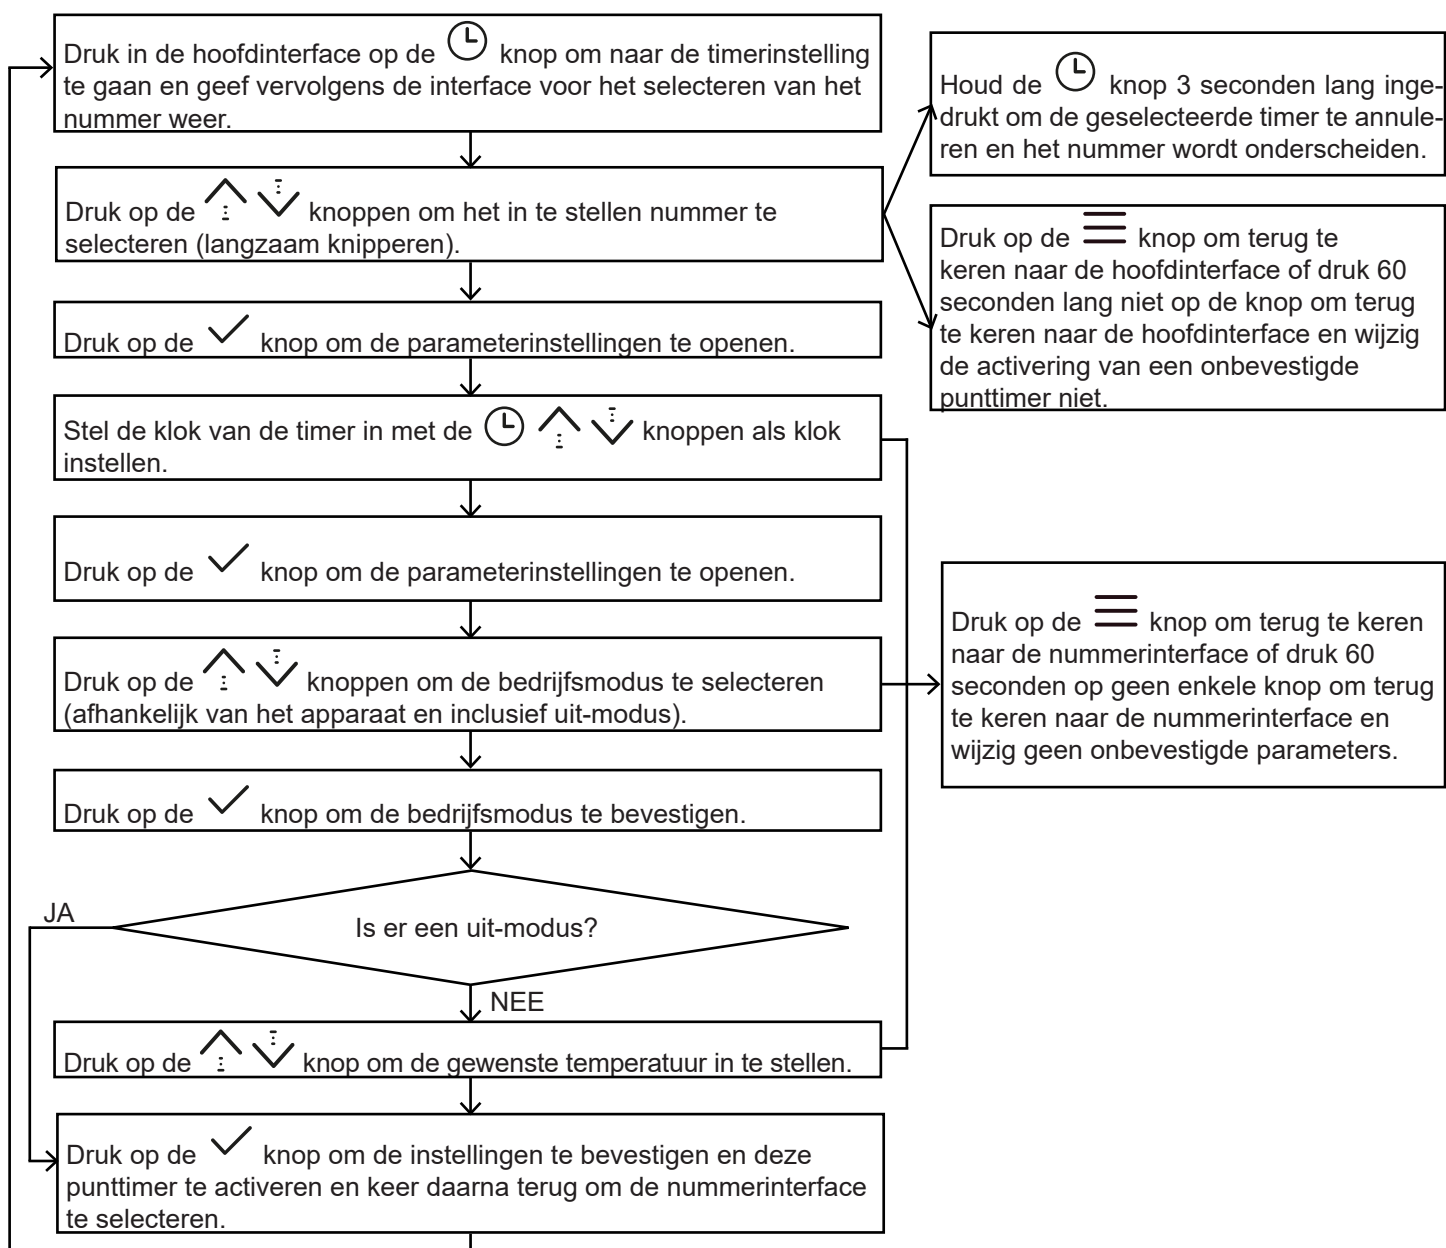 Druk in de hoofdinterface op de knop om naar de timerinstelling
te gaan en geef vervolgens de interface voor het selecteren van het
nummer weer.
Houd de knop 3 seconden lang inge-
drukt om de geselecteerde timer te annule-
ren en het nummer wordt onderscheiden.
Druk op de knoppen om het in te stellen nummer te
selecteren (langzaam knipperen).
Druk op de knop om terug te
keren naar de hoofdinterface of druk 60
seconden lang niet op de knop om terug
te keren naar de hoofdinterface en wijzig
de activering van een onbevestigde
punttimer niet.
Druk op de knop om de parameterinstellingen te openen.
Stel de klok van de timer in met de knoppen als klok
instellen.
Druk op de knop om de parameterinstellingen te openen.
Druk op de knoppen om de bedrijfsmodus te selecteren
(afhankelijk van het apparaat en inclusief uit-modus).
Druk op de knop om terug te keren
naar de nummerinterface of druk 60
seconden op geen enkele knop om terug
te keren naar de nummerinterface en
wijzig geen onbevestigde parameters.
Druk op de knop om de bedrijfsmodus te bevestigen.
JA
Is er een uit-modus?
NEE
Druk op de knop om de gewenste temperatuur in te stellen.
Druk op de knop om de instellingen te bevestigen en deze
punttimer te activeren en keer daarna terug om de nummerinterface
te selecteren.